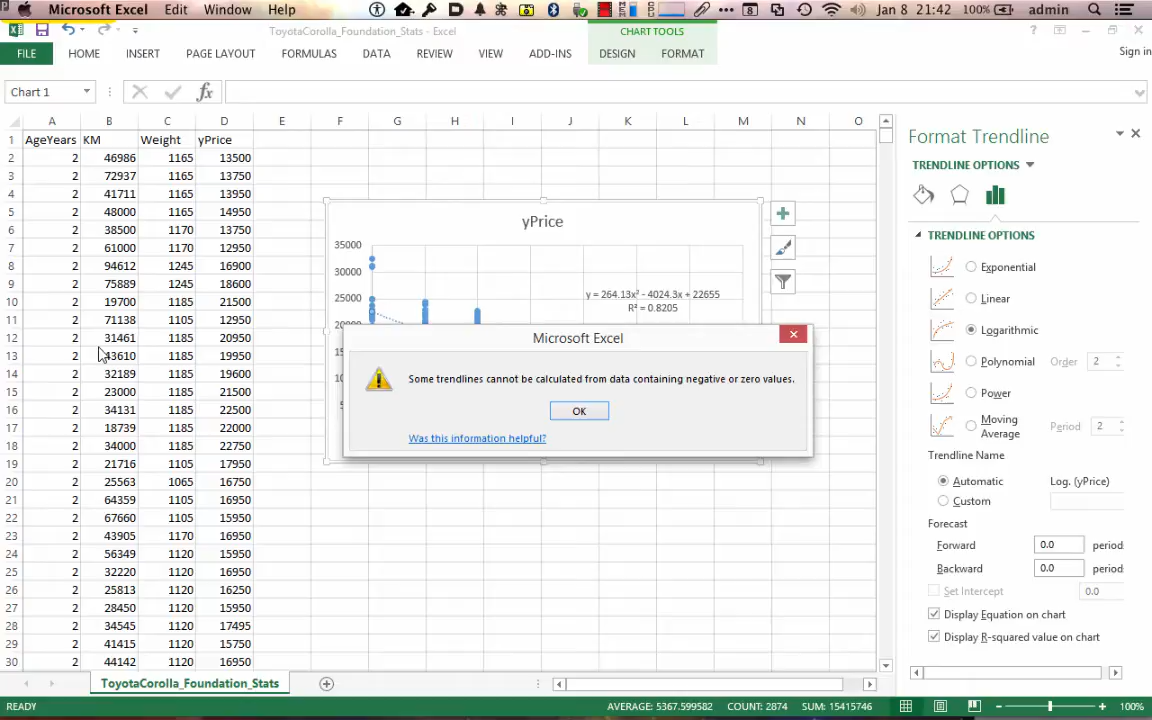 Microsoft Excel Edit Window Help Jan 8 21:42 100% admin
ToyotaCorolla_Foundation_Stats - Excel CHART TOOLS
FILE HOME INSERT PAGE LAYOUT FORMULAS DATA REVIEW VIEW ADD-INS DESIGN FORMAT Sign in
Chart 1 fx
A B C D E F G H I J K L M N O
1 AgeYears KM Weight yPrice
2 2 46986 1165 13500
3 2 72937 1165 13750
4 2 41711 1165 13950
5 2 48000 1165 14950
6 2 38500 1170 13750
7 2 61000 1170 12950
8 2 94612 1245 16900
9 2 75889 1245 18600
10 2 19700 1185 21500
11 2 71138 1105 12950
12 2 31461 1185 20950
13 2 43610 1185 19950
14 2 32189 1185 19600
15 2 23000 1185 21500
16 2 34131 1185 22500
17 2 18739 1185 22000
18 2 34000 1185 22750
19 2 21716 1105 17950
20 2 25563 1065 16750
21 2 64359 1105 16950
22 2 67660 1105 15950
23 2 43905 1170 16950
24 2 56349 1120 15950
25 2 32220 1120 16950
26 2 25813 1120 16250
27 2 28450 1120 15950
28 2 34545 1120 17495
29 2 41415 1120 15750
30 2 44142 1120 16950
yPrice
35000
30000
25000
20000
y = 264.13x² - 4024.3x + 22655
R² = 0.8205
Microsoft Excel
Some trendlines cannot be calculated from data containing negative or zero values.
OK
Was this information helpful?
Format Trendline
TRENDLINE OPTIONS
TRENDLINE OPTIONS
Exponential
Linear
Logarithmic
Polynomial Order 2
Power
Moving Average Period 2
Trendline Name
Automatic Log. (yPrice)
Custom
Forecast
Forward 0.0 period
Backward 0.0 period
Set Intercept 0.0
Display Equation on chart
Display R-squared value on chart
ToyotaCorolla_Foundation_Stats
READY AVERAGE: 5367.599582 COUNT: 2874 SUM: 15415746 100%